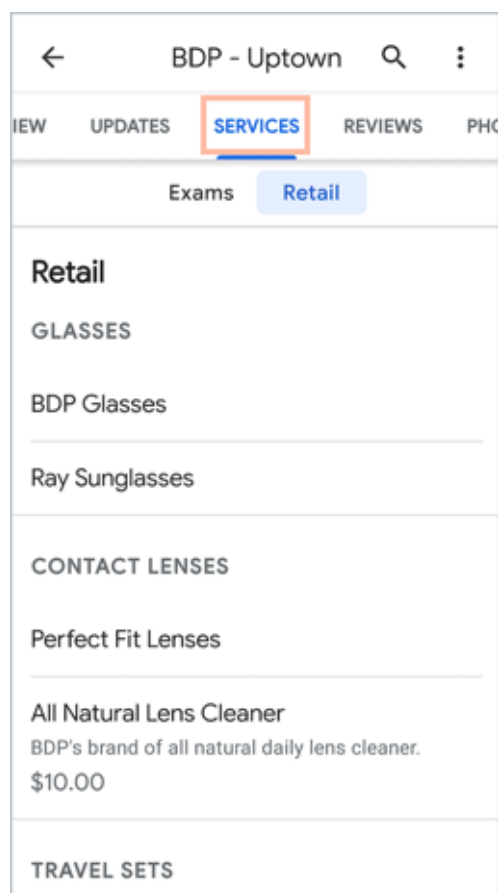 BDP - Uptown
IEW UPDATES SERVICES REVIEWS PHO
Exams Retail
Retail
GLASSES
BDP Glasses
Ray Sunglasses
CONTACT LENSES
Perfect Fit Lenses
All Natural Lens Cleaner
BDP's brand of all natural daily lens cleaner.
$10.00
TRAVEL SETS